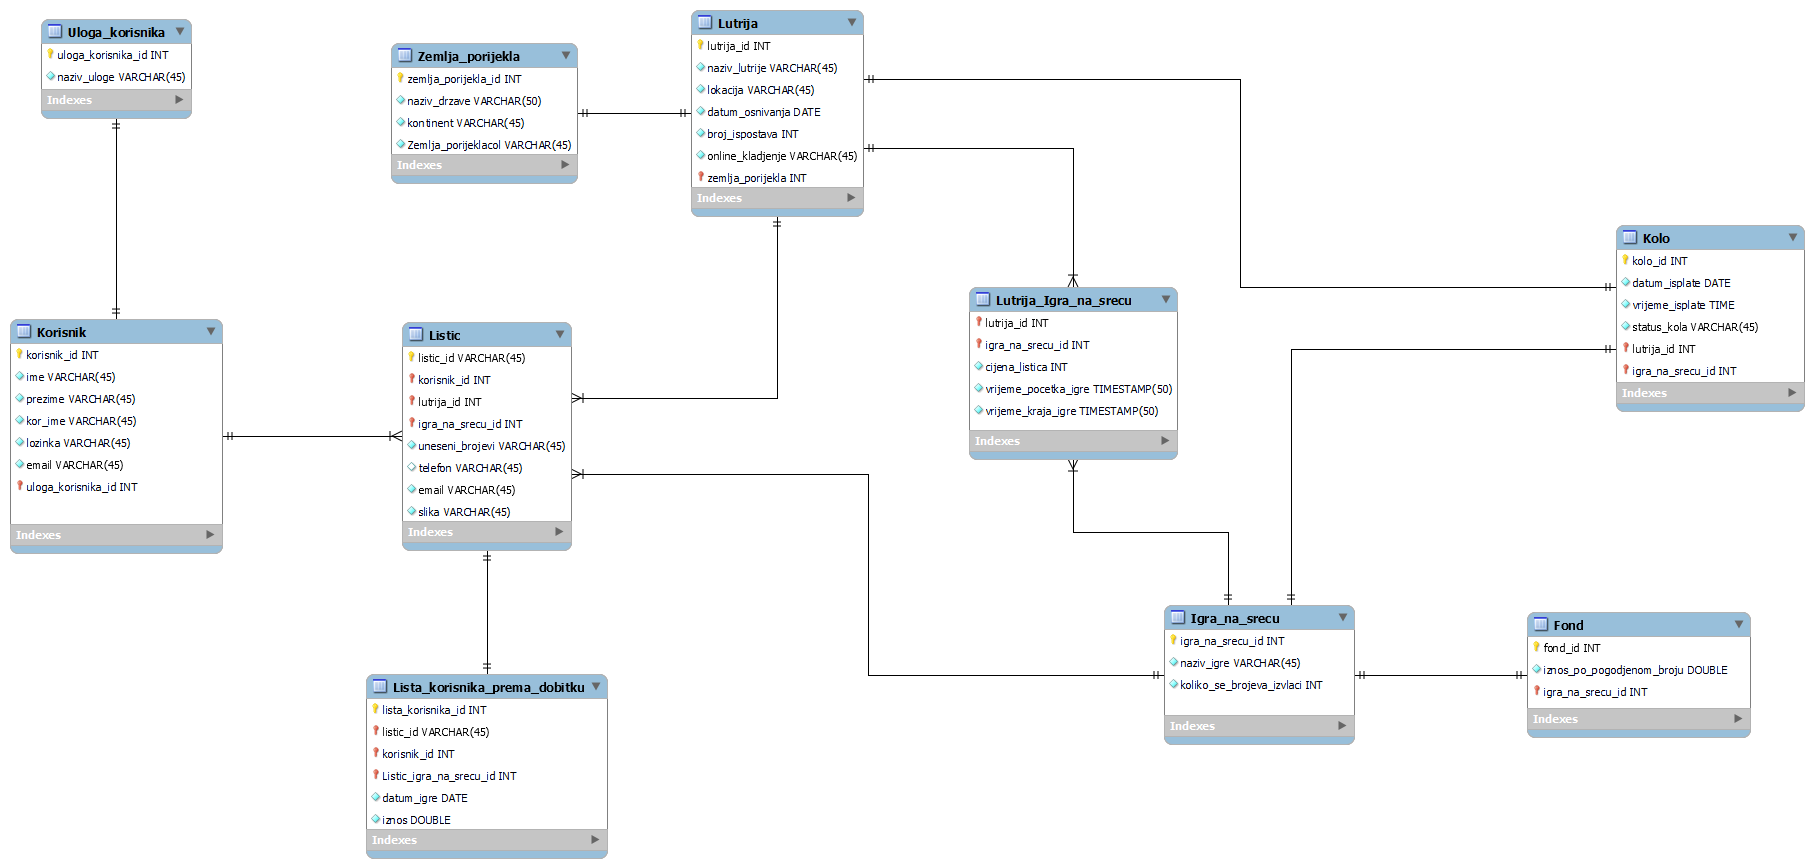 Uloga_korisnika
uloga_korisnika_id INT
naziv_uloge VARCHAR(45)
Indexes
Zemlja_porijekla
zemlja_porijekla_id INT
naziv_drzave VARCHAR(50)
kontinent VARCHAR(45)
Zemlja_porijeklacol VARCHAR(45)
Indexes
Lutrija
lutrija_id INT
naziv_lutrije VARCHAR(45)
lokacija VARCHAR(45)
datum_osnivanja DATE
broj_ispostava INT
online_kladjenje VARCHAR(45)
zemlja_porijekla INT
Indexes
Kolo
kolo_id INT
datum_isplate DATE
vrijeme_isplate TIME
status_kola VARCHAR(45)
lutrija_id INT
igra_na_srecu_id INT
Indexes
Lutrija_Igra_na_srecu
lutrija_id INT
igra_na_srecu_id INT
cijena_listica INT
vrijeme_pocetka_igre TIMESTAMP(50)
vrijeme_kraja_igre TIMESTAMP(50)
Indexes
Korisnik
korisnik_id INT
ime VARCHAR(45)
prezime VARCHAR(45)
kor_ime VARCHAR(45)
lozinka VARCHAR(45)
email VARCHAR(45)
uloga_korisnika_id INT
Indexes
Listic
listic_id VARCHAR(45)
korisnik_id INT
lutrija_id INT
igra_na_srecu_id INT
uneseni_brojevi VARCHAR(45)
telefon VARCHAR(45)
email VARCHAR(45)
slika VARCHAR(45)
Indexes
Igra_na_srecu
igra_na_srecu_id INT
naziv_igre VARCHAR(45)
koliko_se_brojeva_izvlaci INT
Indexes
Fond
fond_id INT
iznos_po_pogodjenom_broju DOUBLE
igra_na_srecu_id INT
Indexes
Lista_korisnika_prema_dobitku
lista_korisnika_id INT
listic_id VARCHAR(45)
korisnik_id INT
Listic_igra_na_srecu_id INT
datum_igre DATE
iznos DOUBLE
Indexes